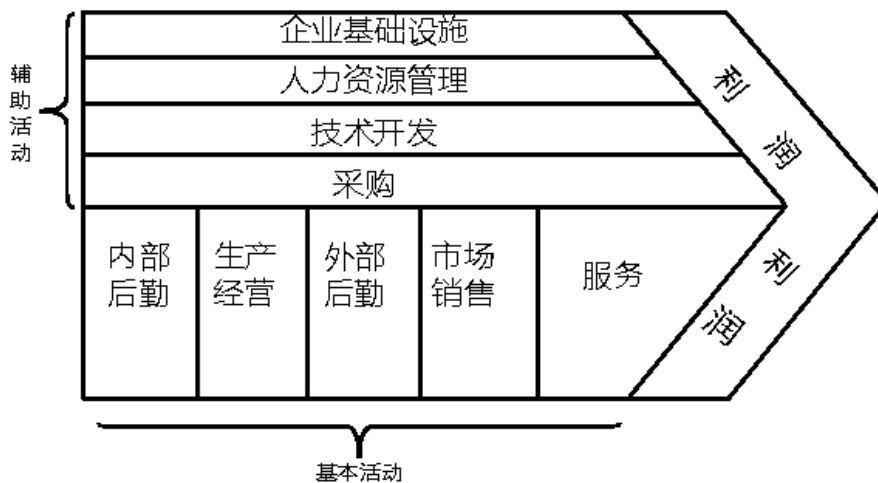 企业基础设施
人力资源管理
技术开发
采购
辅助活动
利润
内部
后勤
生产
经营
外部
后勤
市场
销售
服务
利润
基本活动